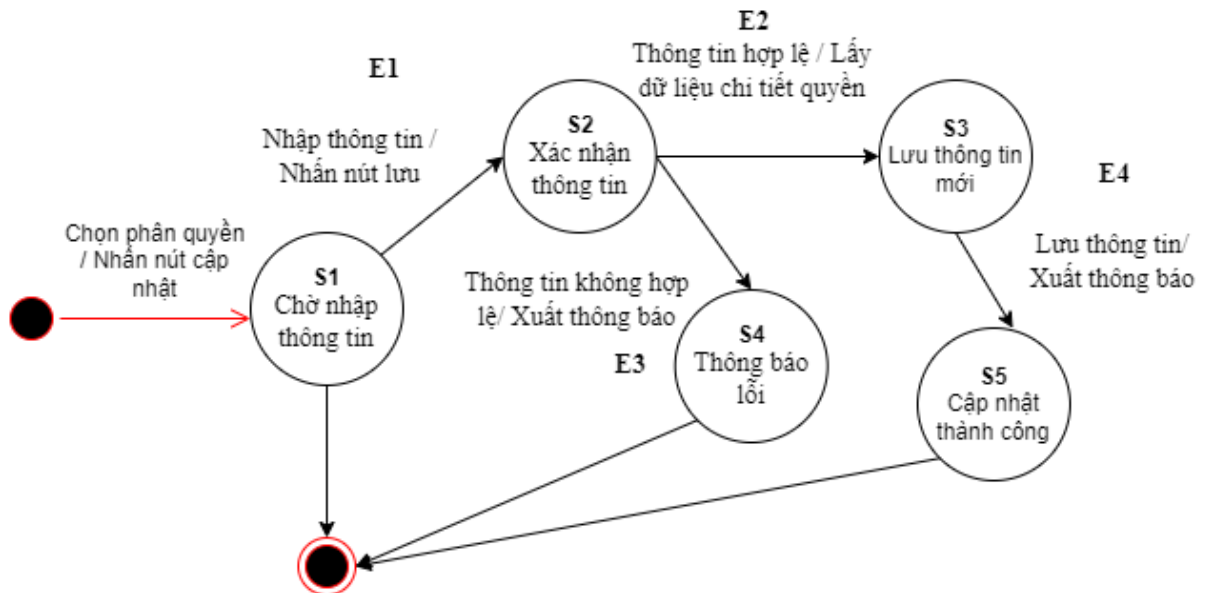 E1
Nhập thông tin /
Nhấn nút lưu
E2
Thông tin hợp lệ / Lấy
dữ liệu chi tiết quyền
S2
Xác nhận
thông tin
S3
Lưu thông tin
mới
E4
Lưu thông tin/
Xuất thông báo
Chọn phân quyền
/ Nhấn nút cập
nhật
S1
Chờ nhập
thông tin
Thông tin không hợp
lệ/ Xuất thông báo
E3
S4
Thông báo
lỗi
S5
Cập nhật
thành công